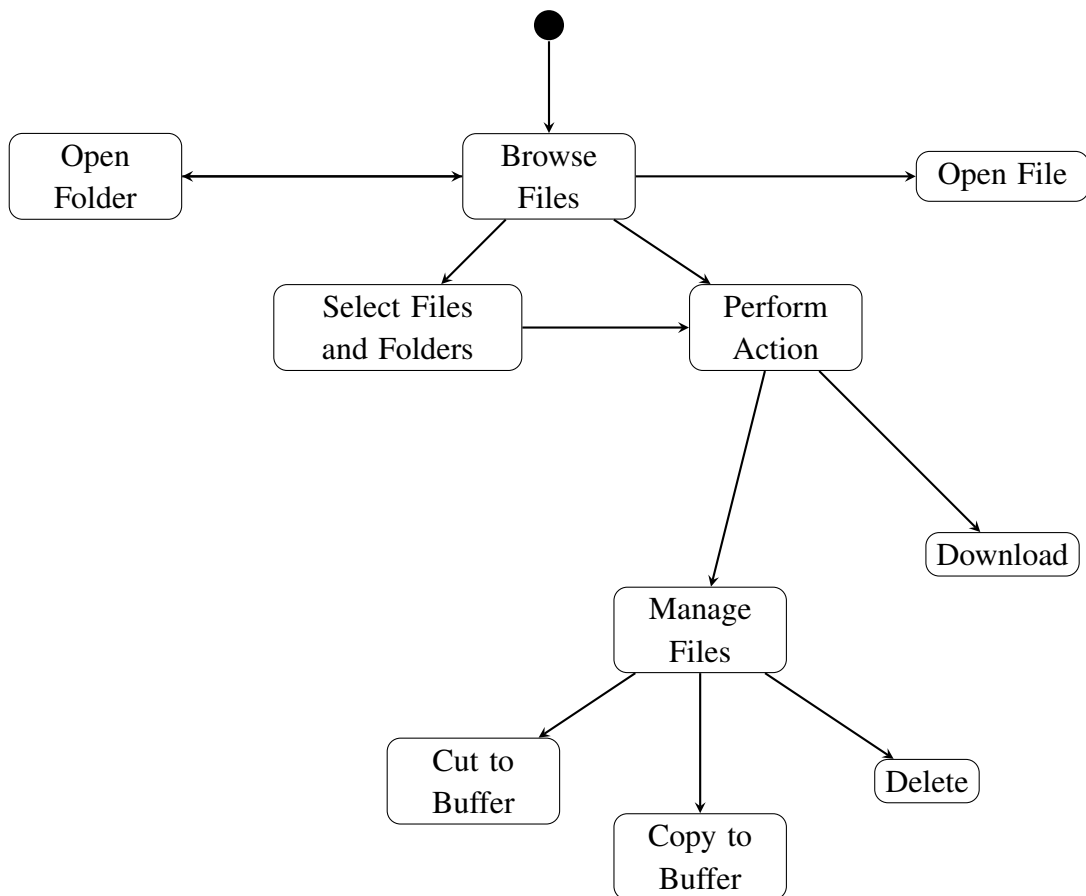 Open
Folder
Browse
Files
Open File
Select Files
and Folders
Perform
Action
Download
Manage
Files
Cut to
Buffer
Copy to
Buffer
Delete